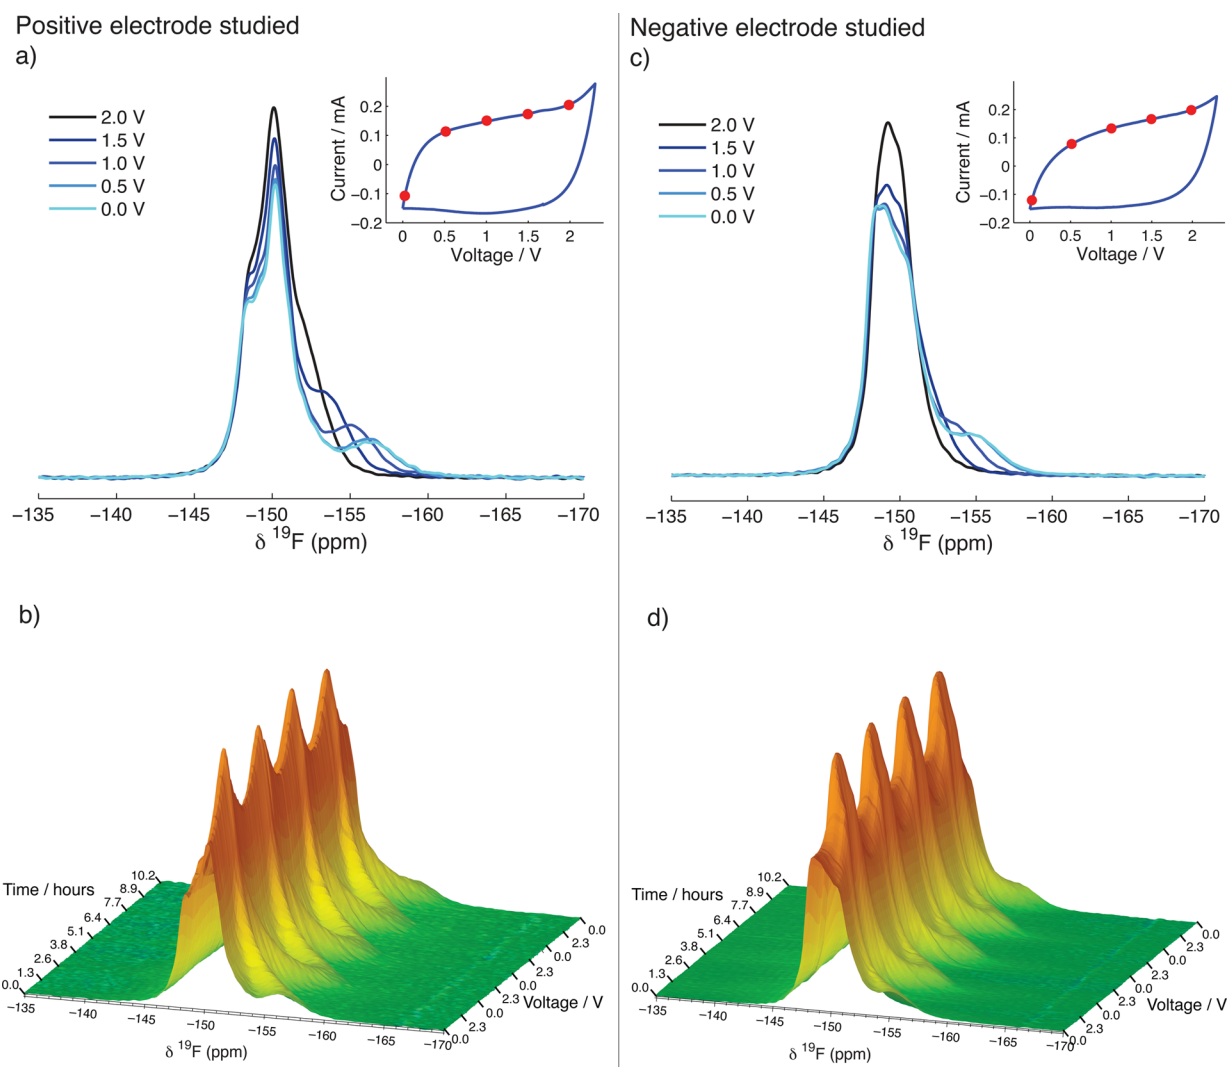 Positive electrode studied
a)
2.0 V
1.5 V
1.0 V
0.5 V
0.0 V
Current / mA
0.2
0.1
0
−0.1
−0.2
0 0.5 1 1.5 2
Voltage / V
−135 −140 −145 −150 −155 −160 −165 −170
δ ¹⁹F (ppm)
Negative electrode studied
c)
2.0 V
1.5 V
1.0 V
0.5 V
0.0 V
Current / mA
0.2
0.1
0
−0.1
−0.2
0 0.5 1 1.5 2
Voltage / V
−135 −140 −145 −150 −155 −160 −165 −170
δ ¹⁹F (ppm)
b)
Time / hours
10.2
8.9
7.7
6.4
5.1
3.8
2.6
1.3
0.0
−135 −140 −145 −150 −155 −160 −165 −170
δ ¹⁹F (ppm)
0.0
2.3
0.0
2.3
0.0
2.3
0.0
2.3
0.0
Voltage / V
d)
Time / hours
10.2
8.9
7.7
6.4
5.1
3.8
2.6
1.3
0.0
−135 −140 −145 −150 −155 −160 −165 −170
δ ¹⁹F (ppm)
0.0
2.3
0.0
2.3
0.0
2.3
0.0
2.3
0.0
Voltage / V